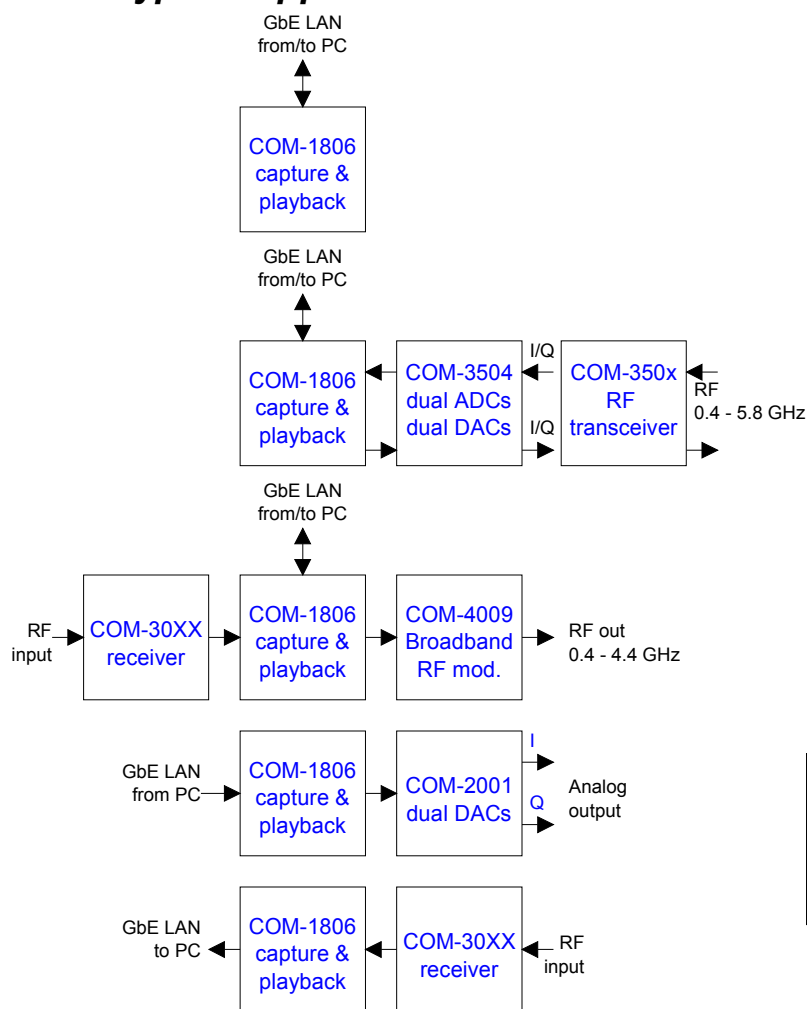 GbE LAN
from/to PC
COM-1806
capture &
playback
GbE LAN
from/to PC
COM-1806
capture &
playback
COM-3504
dual ADCs
dual DACs
I/Q
I/Q
COM-350x
RF
transceiver
RF
0.4 - 5.8 GHz
GbE LAN
from/to PC
RF
input
COM-30XX
receiver
COM-1806
capture &
playback
COM-4009
Broadband
RF mod.
RF out
0.4 - 4.4 GHz
GbE LAN
from PC
COM-1806
capture &
playback
COM-2001
dual DACs
I
Q
Analog
output
GbE LAN
to PC
COM-1806
capture &
playback
COM-30XX
receiver
RF
input